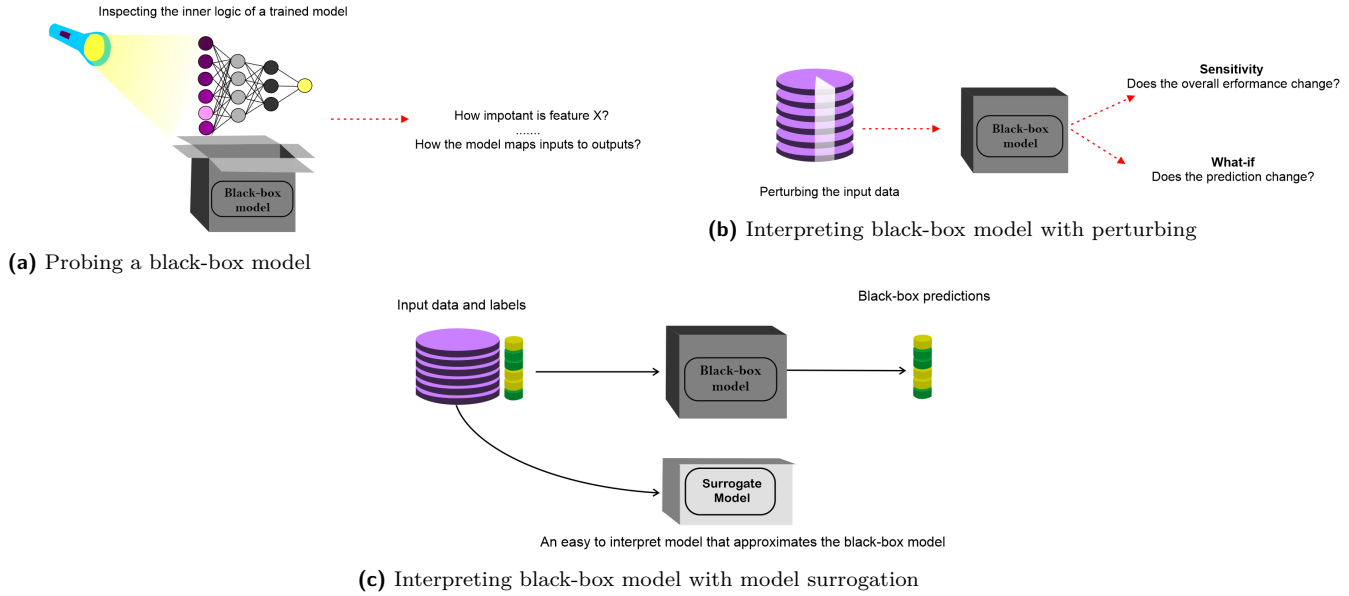 Inspecting the inner logic of a trained model
How impotant is feature X?
.......
How the model maps inputs to outputs?
Black-box
model
(a) Probing a black-box model
Sensitivity
Does the overall erformance change?
Black-box
model
What-if
Does the prediction change?
Perturbing the input data
(b) Interpreting black-box model with perturbing
Input data and labels
Black-box predictions
Black-box
model
Surrogate
Model
An easy to interpret model that approximates the black-box model
(c) Interpreting black-box model with model surrogation